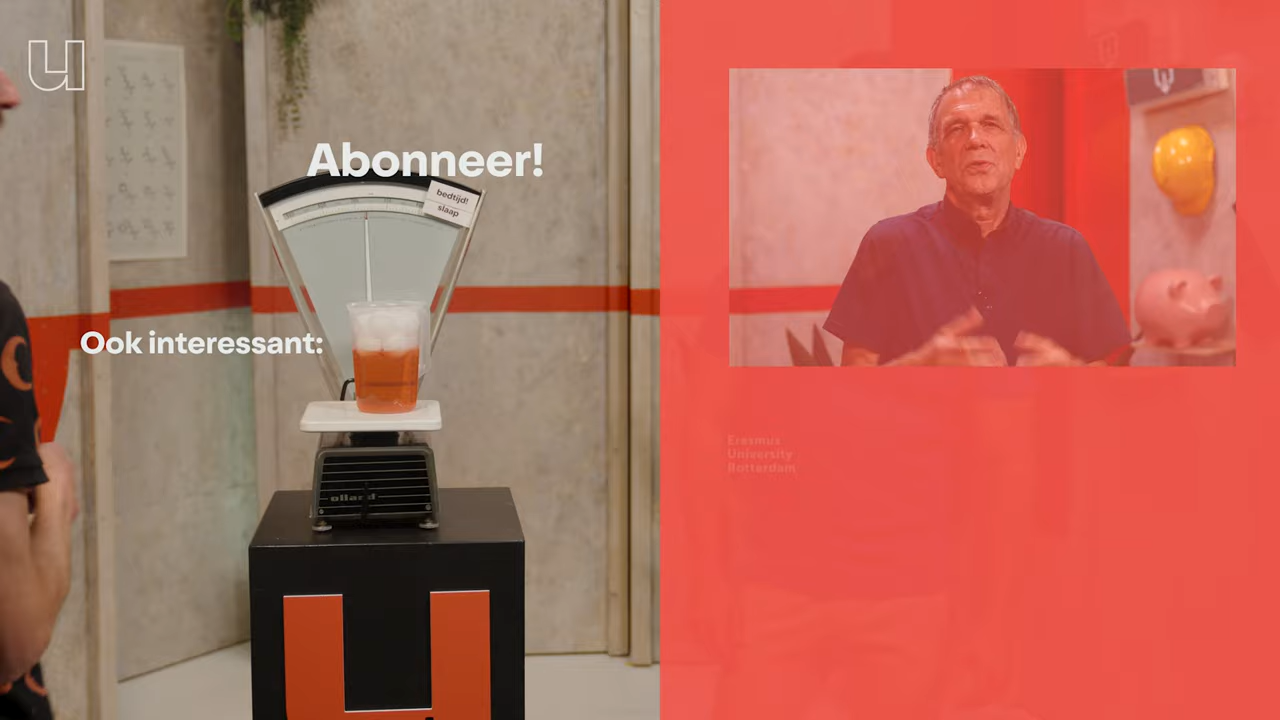 Abonneer!
bedtijd!
slaap
Ook interessant:
Erasmus
University
Rotterdam